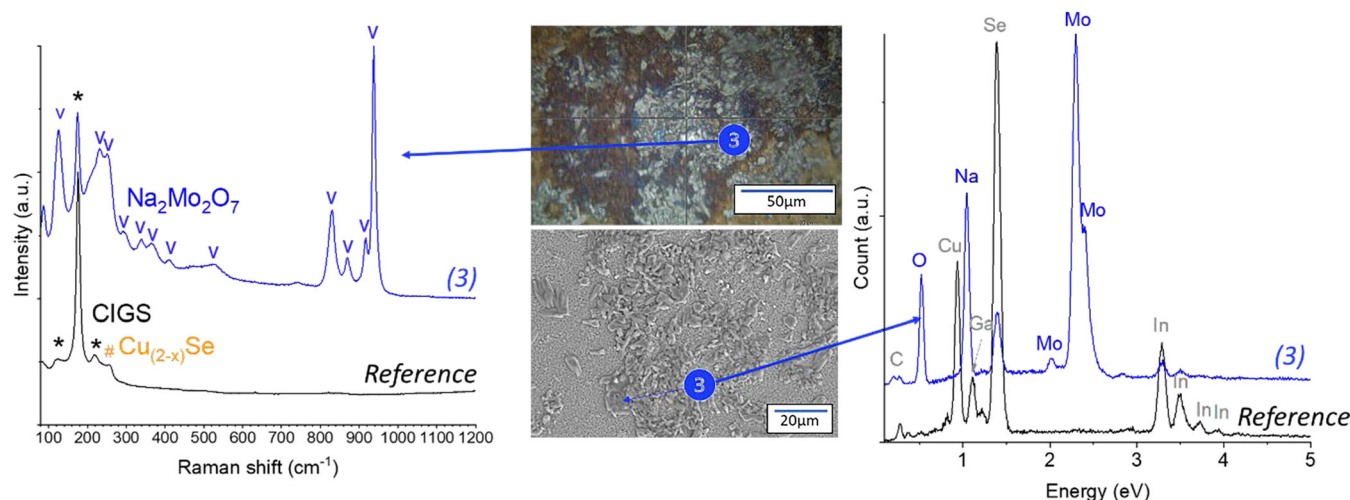 v
*
v
v
Na₂Mo₂O₇
v
v
v
v
v
v
v
v
v
(3)
CIGS
*
*
#Cu₍₂₋ₓ₎Se
Reference
100 200 300 400 500 600 700 800 900 1000 1100 1200
Raman shift (cm⁻¹)
Intensity (a.u.)
3
50µm
3
20µm
Se
Mo
Na
Mo
Cu
O
Ga
Mo
In
C
In
(3)
In
In
Reference
1 2 3 4 5
Energy (eV)
Count (a.u.)